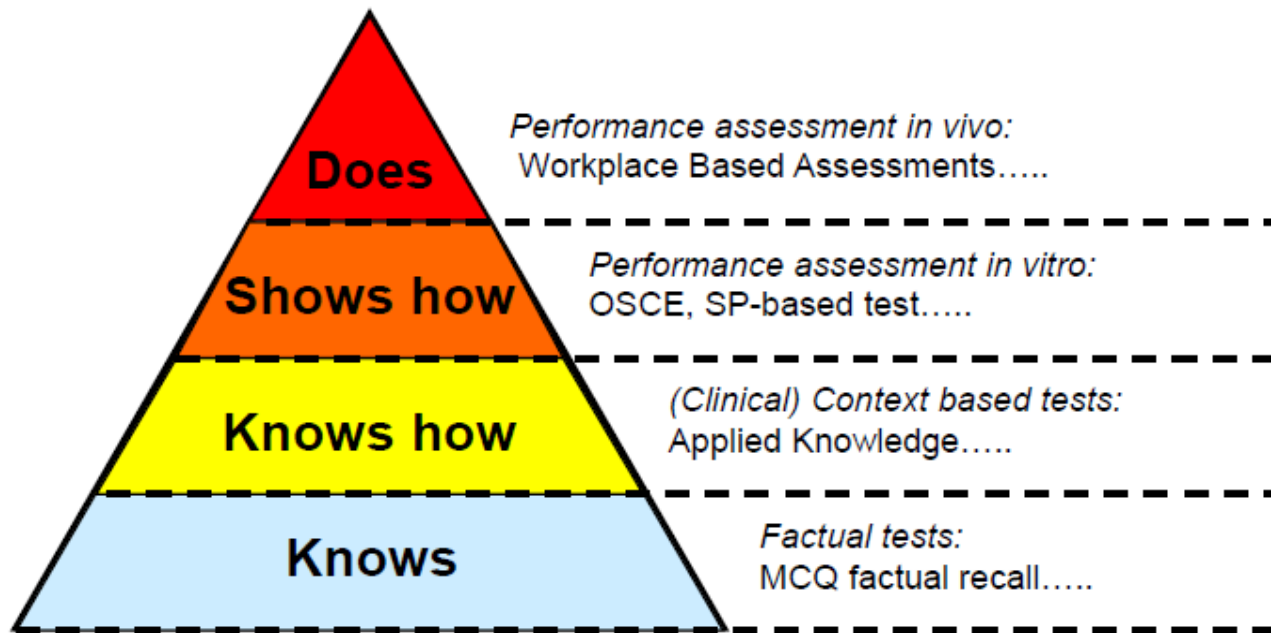 Does
Performance assessment in vivo:
Workplace Based Assessments…..
Shows how
Performance assessment in vitro:
OSCE, SP-based test…..
Knows how
(Clinical) Context based tests:
Applied Knowledge…..
Knows
Factual tests:
MCQ factual recall…..